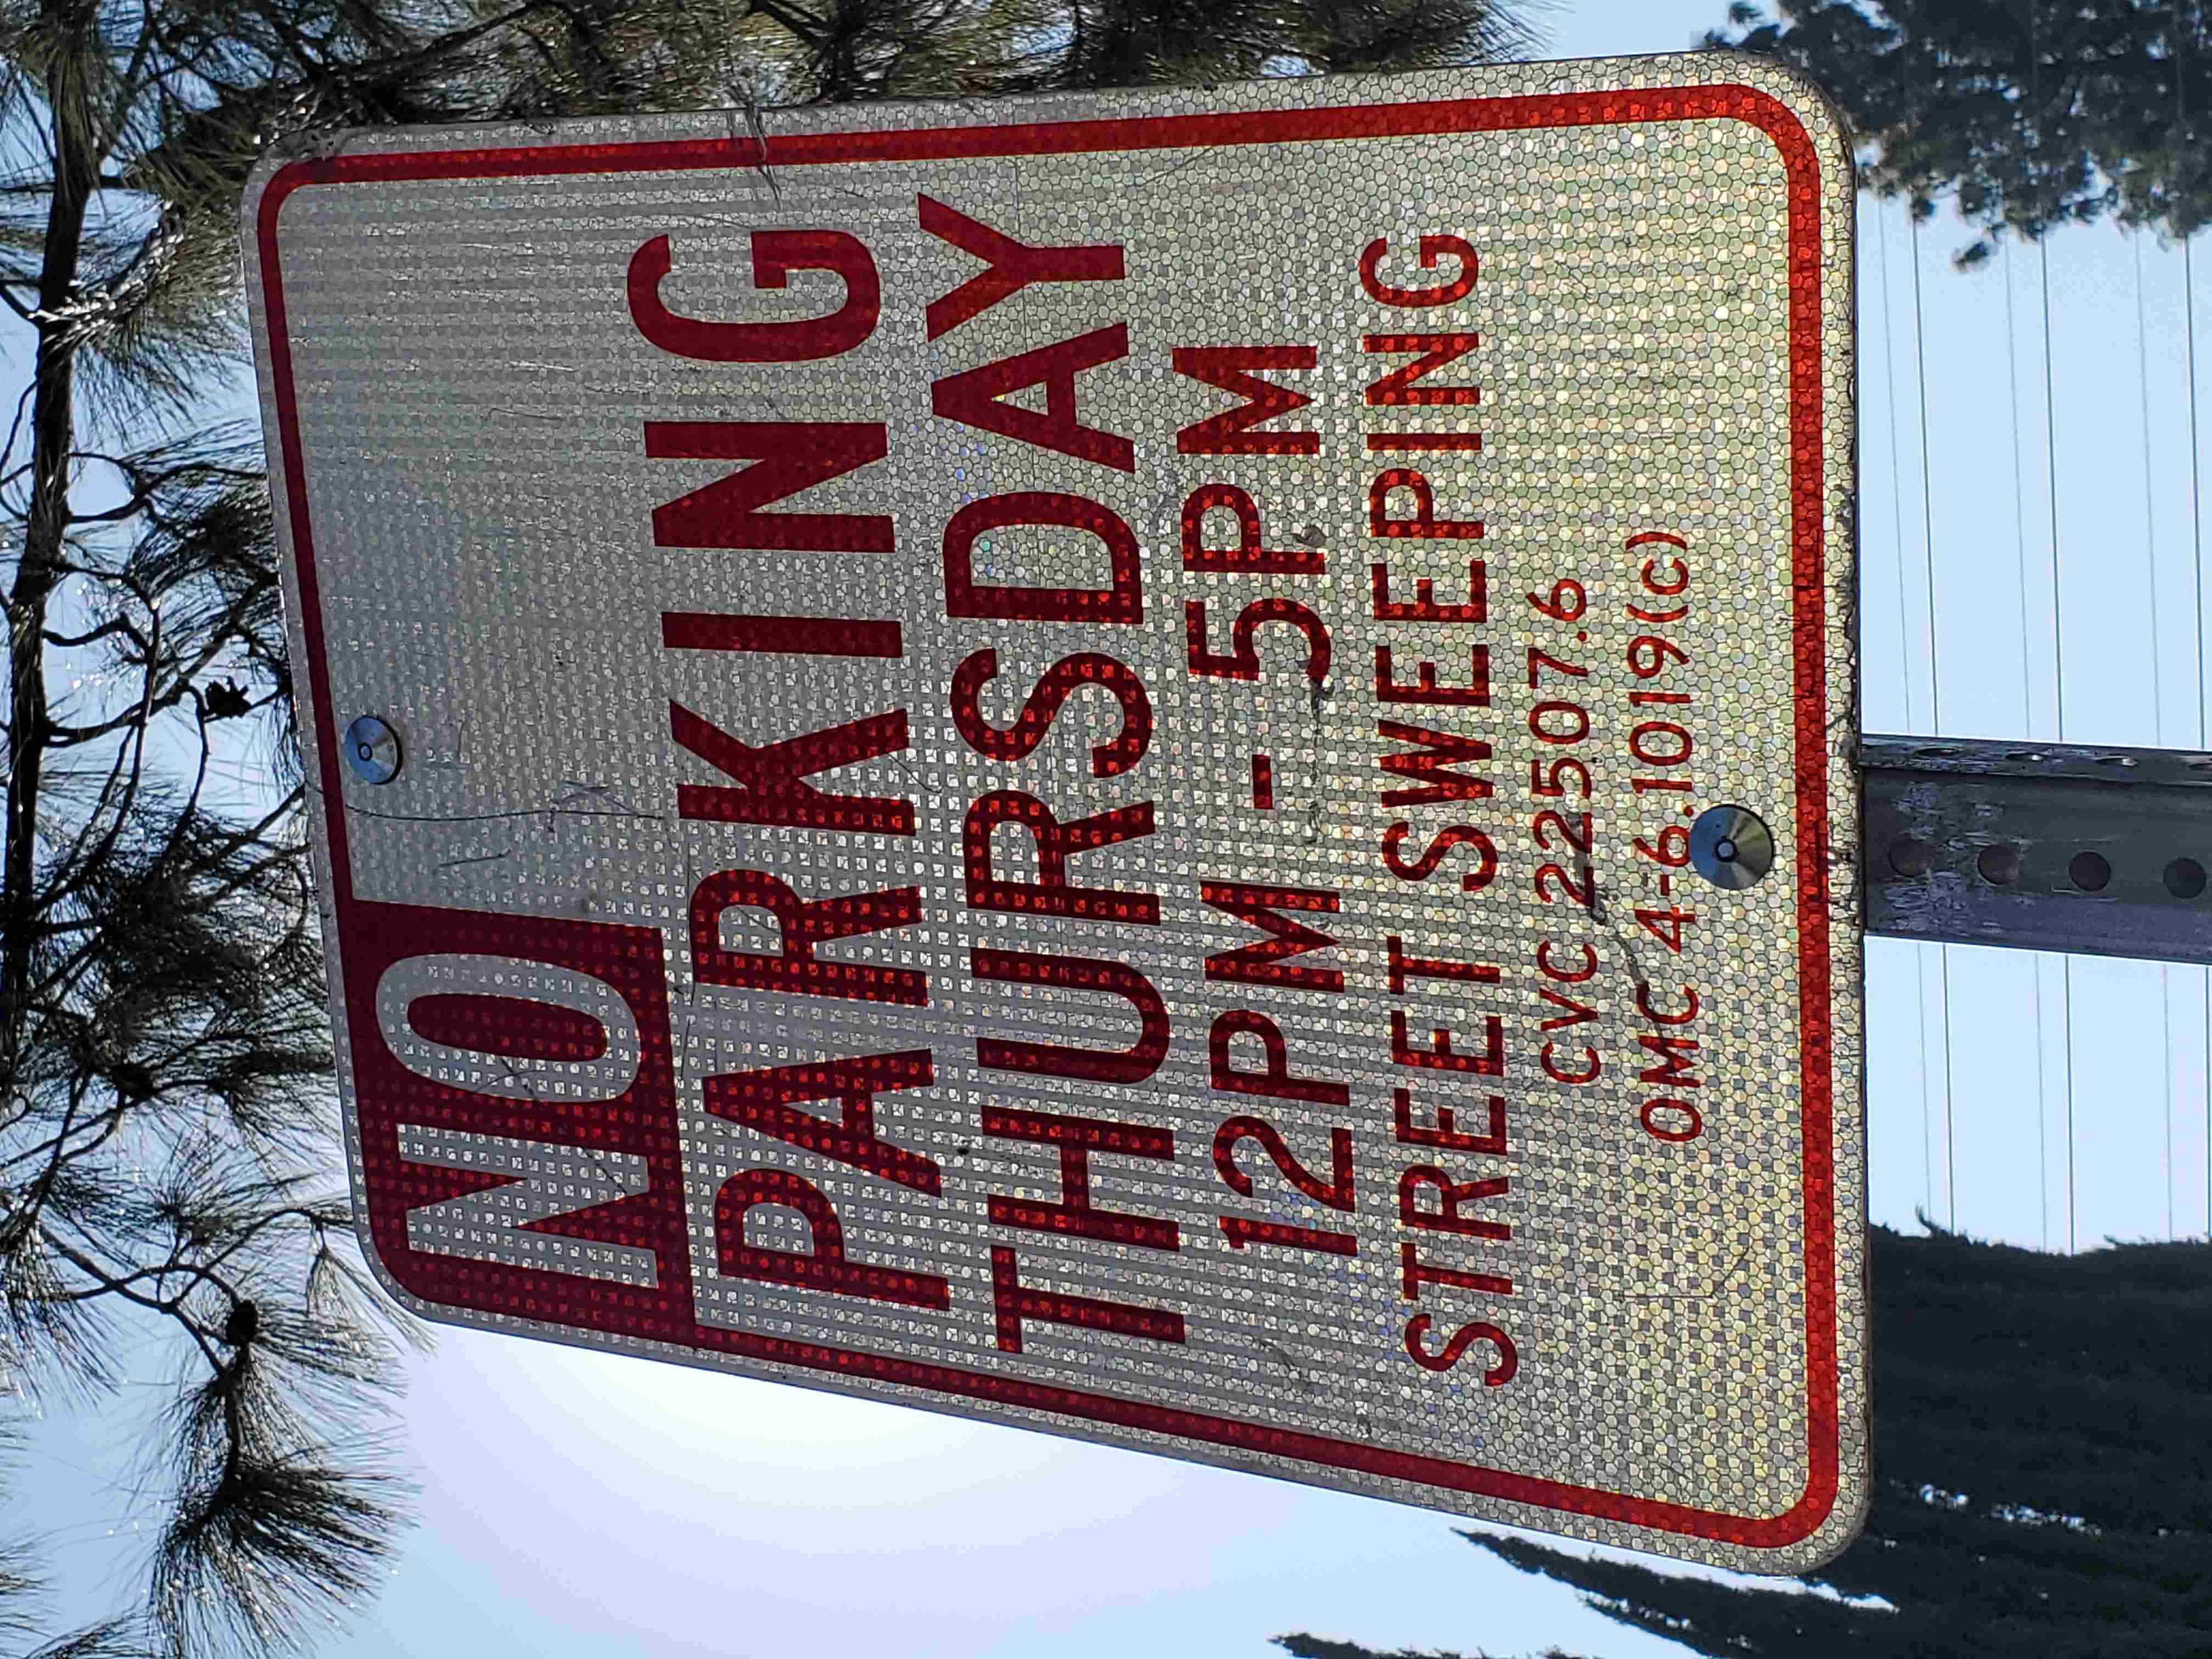 NO
PARKING
THURSDAY
12PM - 5PM
STREET SWEEPING
CVC 22507.6
OMC 4-6.1019(c)